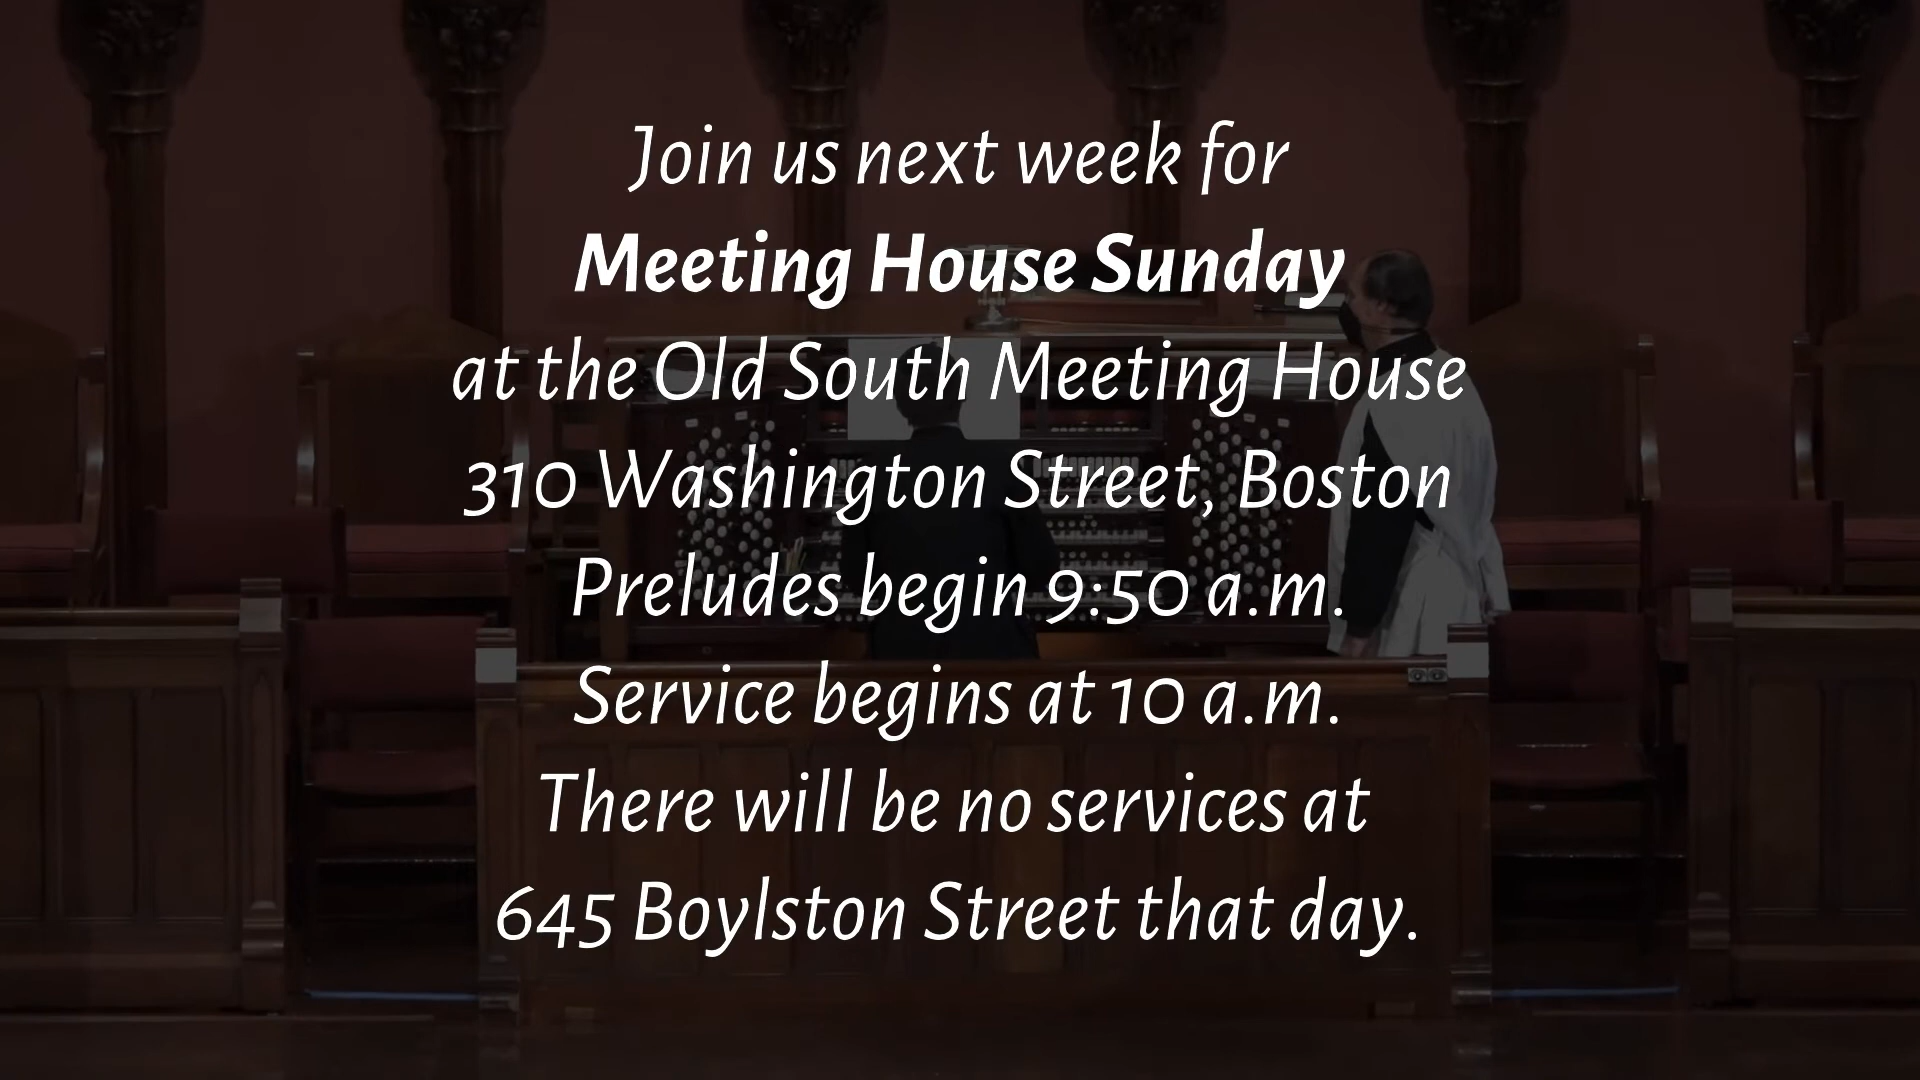 Join us next week for
Meeting House Sunday
at the Old South Meeting House
310 Washington Street, Boston
Preludes begin 9:50 a.m.
Service begins at 10 a.m.
There will be no services at
645 Boylston Street that day.